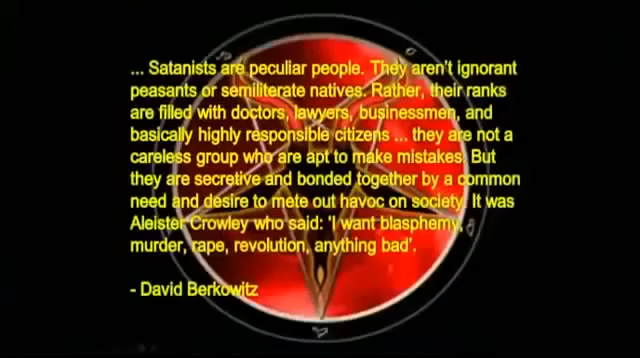 ... Satanists are peculiar people. They aren't ignorant
peasants or semiliterate natives. Rather, their ranks
are filled with doctors, lawyers, businessmen, and
basically highly responsible citizens ... they are not a
careless group who are apt to make mistakes. But
they are secretive and bonded together by a common
need and desire to mete out havoc on society. It was
Aleister Crowley who said: 'I want blasphemy,
murder, rape, revolution, anything bad'.
- David Berkowitz